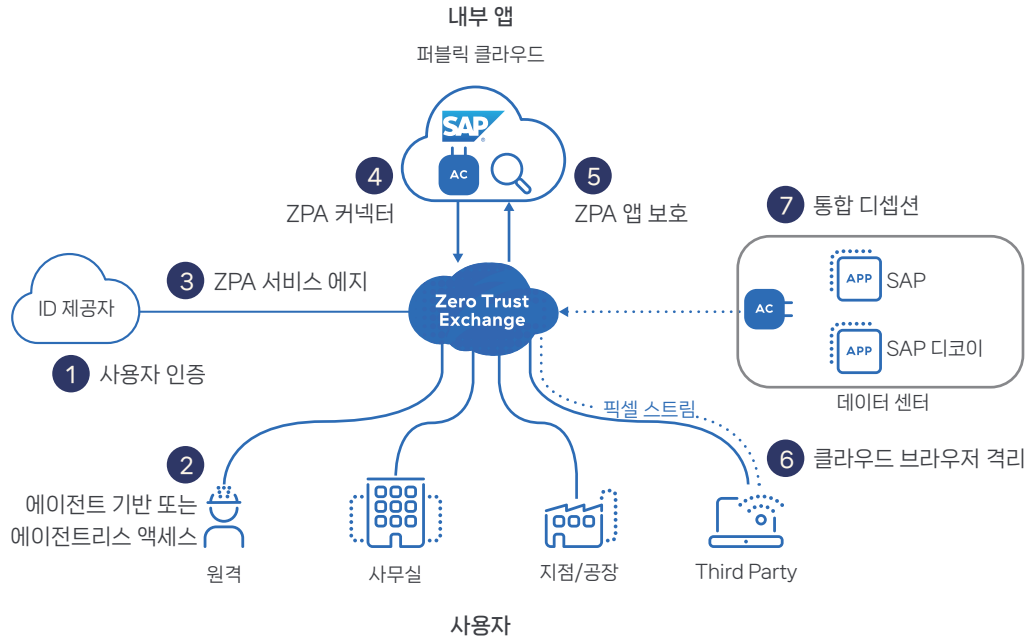 내부 앱
퍼블릭 클라우드
SAP
AC
4
ZPA 커넥터
5
ZPA 앱 보호
7 통합 디셉션
APP SAP
AC
APP SAP 디코이
데이터 센터
3 ZPA 서비스 에지
ID 제공자
Zero Trust
Exchange
1 사용자 인증
픽셀 스트림
2
에이전트 기반 또는
에이전트리스 액세스
6 클라우드 브라우저 격리
원격
사무실
지점/공장
Third Party
사용자